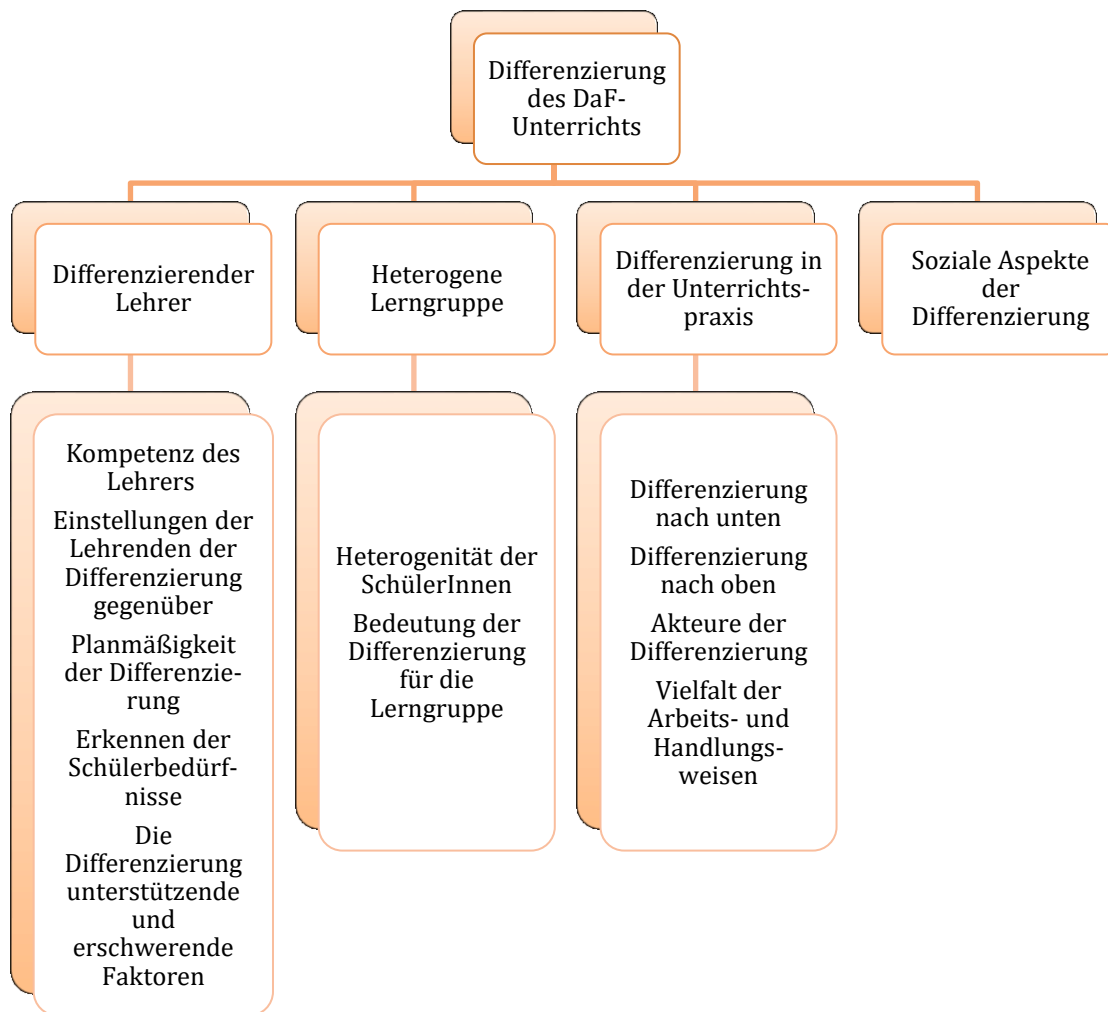 Differenzierung
des DaF-
Unterrichts
Differenzierender
Lehrer
Heterogene
Lerngruppe
Differenzierung in
der Unterrichts-
praxis
Soziale Aspekte
der
Differenzierung
Kompetenz des
Lehrers
Einstellungen der
Lehrenden der
Differenzierung
gegenüber
Planmäßigkeit
der Differenzie-
rung
Erkennen der
Schülerbedürf-
nisse
Die
Differenzierung
unterstützende
und
erschwerende
Faktoren
Heterogenität der
SchülerInnen
Bedeutung der
Differenzierung
für die
Lerngruppe
Differenzierung
nach unten
Differenzierung
nach oben
Akteure der
Differenzierung
Vielfalt der
Arbeits- und
Handlungs-
weisen